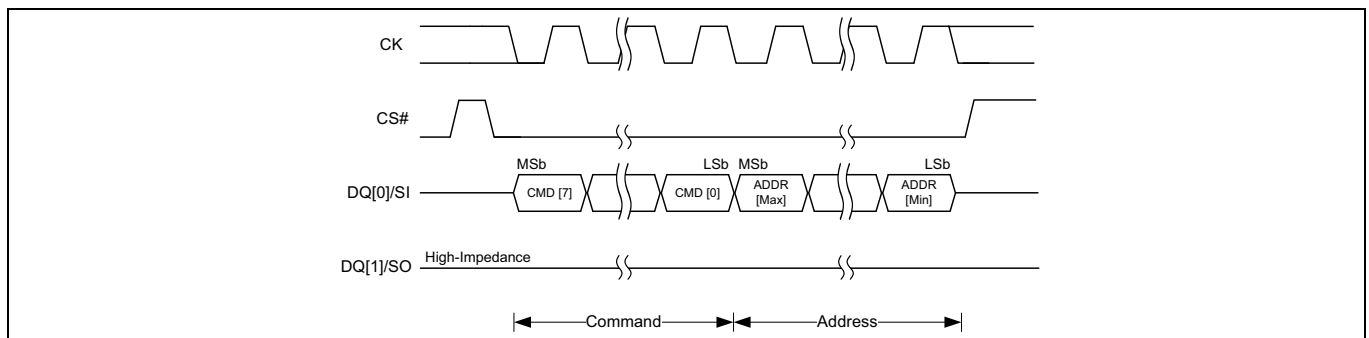 CK
CS#
MSb LSb MSb LSb
DQ[0]/SI CMD [7] CMD [0] ADDR [Max] ADDR [Min]
DQ[1]/SO High-Impedance
Command Address